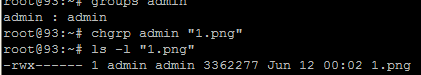 root@93:~# groups admin
admin : admin
root@93:~# chgrp admin "1.png"
root@93:~# ls -l "1.png"
-rwx------ 1 admin admin 3362277 Jun 12 00:02 1.png